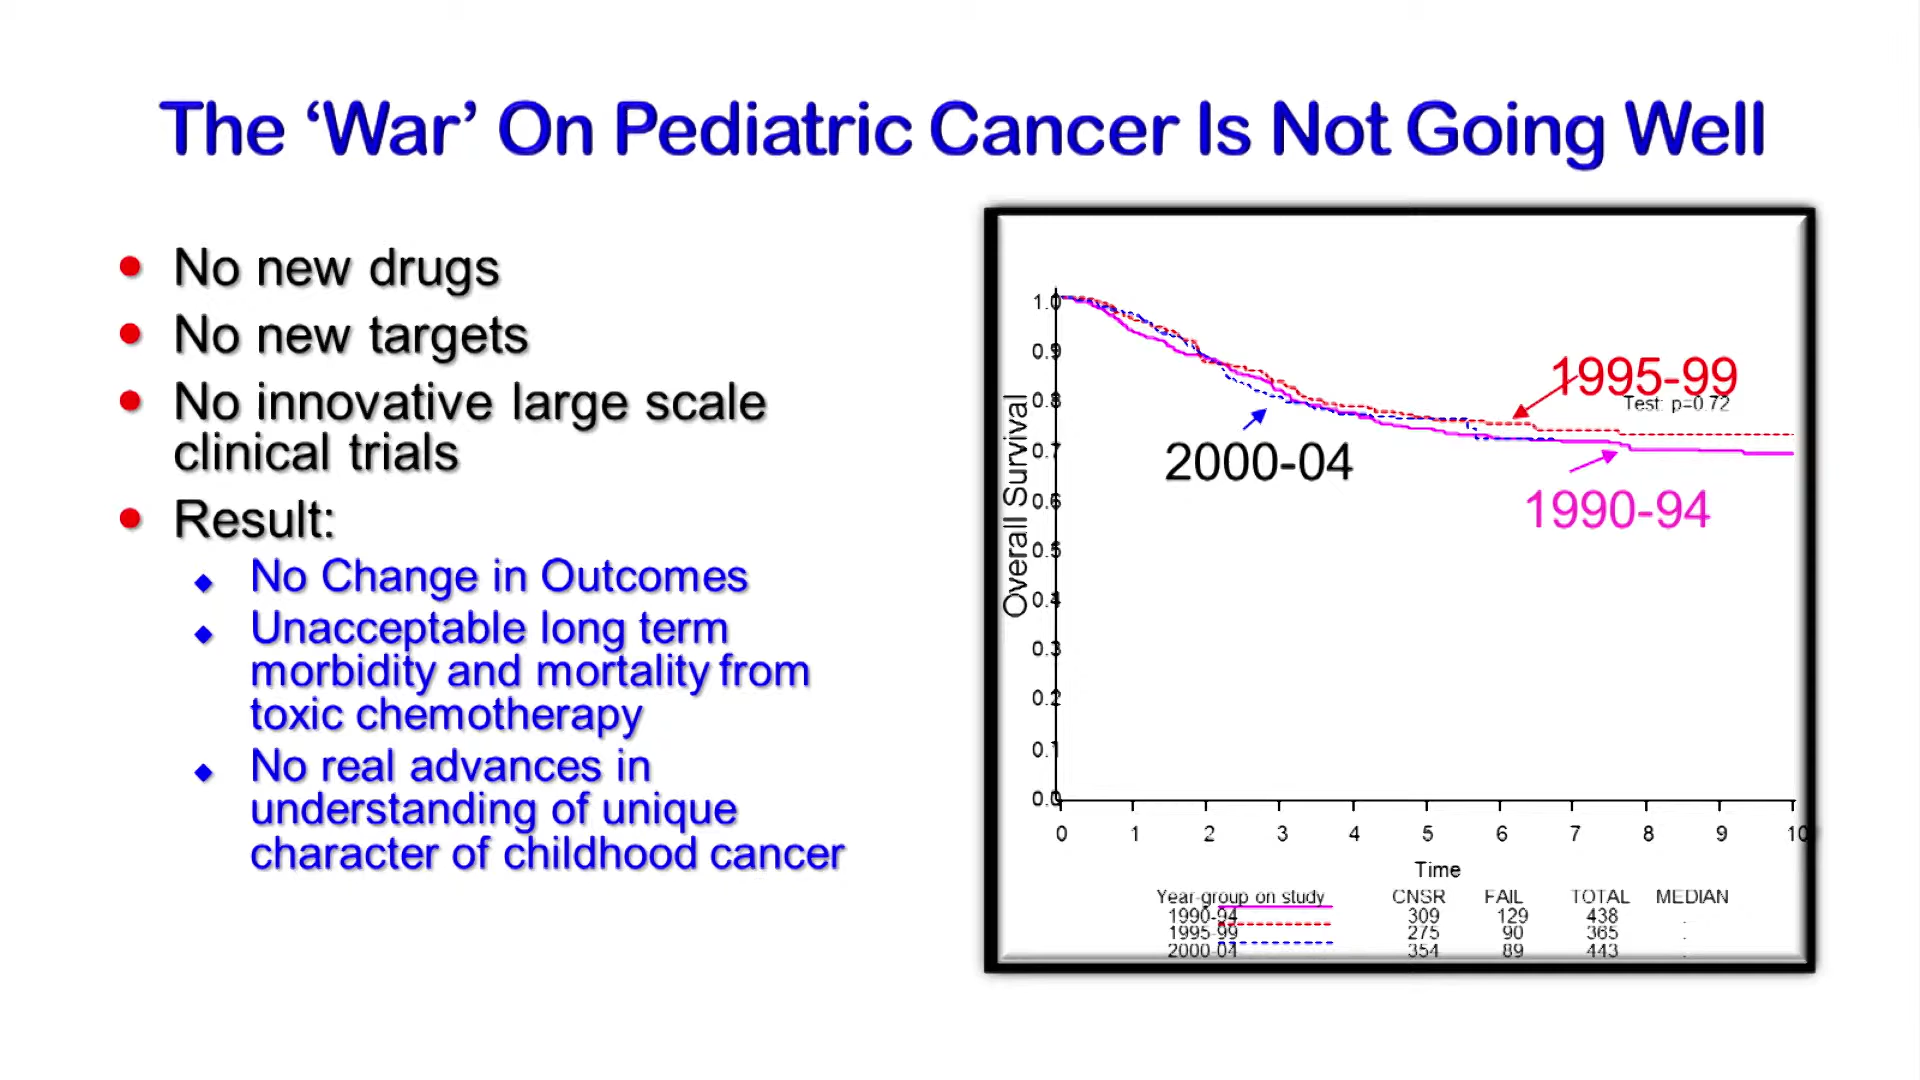 The ‘War’ On Pediatric Cancer Is Not Going Well
No new drugs
No new targets
No innovative large scale
clinical trials
Result:
No Change in Outcomes
Unacceptable long term
morbidity and mortality from
toxic chemotherapy
No real advances in
understanding of unique
character of childhood cancer
1.0
0.9
0.8
0.7
0.6
0.5
0.4
0.3
0.2
0.1
0.0
Overall Survival
1995-99
Test: p=0.72
2000-04
1990-94
0 1 2 3 4 5 6 7 8 9 10
Time
Year-group on study CNSR FAIL TOTAL MEDIAN
1990-94 309 129 438 .
1995-99 275 90 365 .
2000-04 354 89 443 .